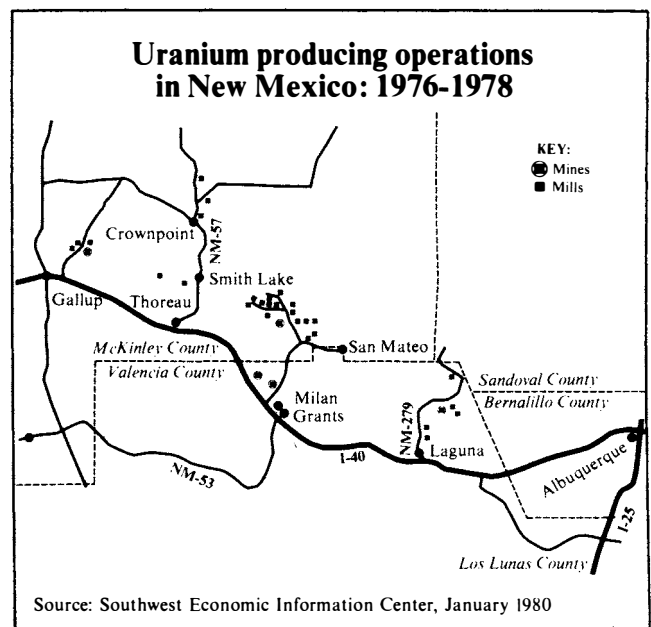 Uranium producing operations
in New Mexico: 1976-1978
KEY:
Mines
Mills
Crownpoint
NM-57
Smith Lake
Gallup
Thoreau
McKinley County
Valencia County
San Mateo
Sandoval County
Bernalillo County
Milan
Grants
NM-279
Laguna
Albuquerque
NM-53
I-40
I-25
Los Lunas County
Source: Southwest Economic Information Center, January 1980